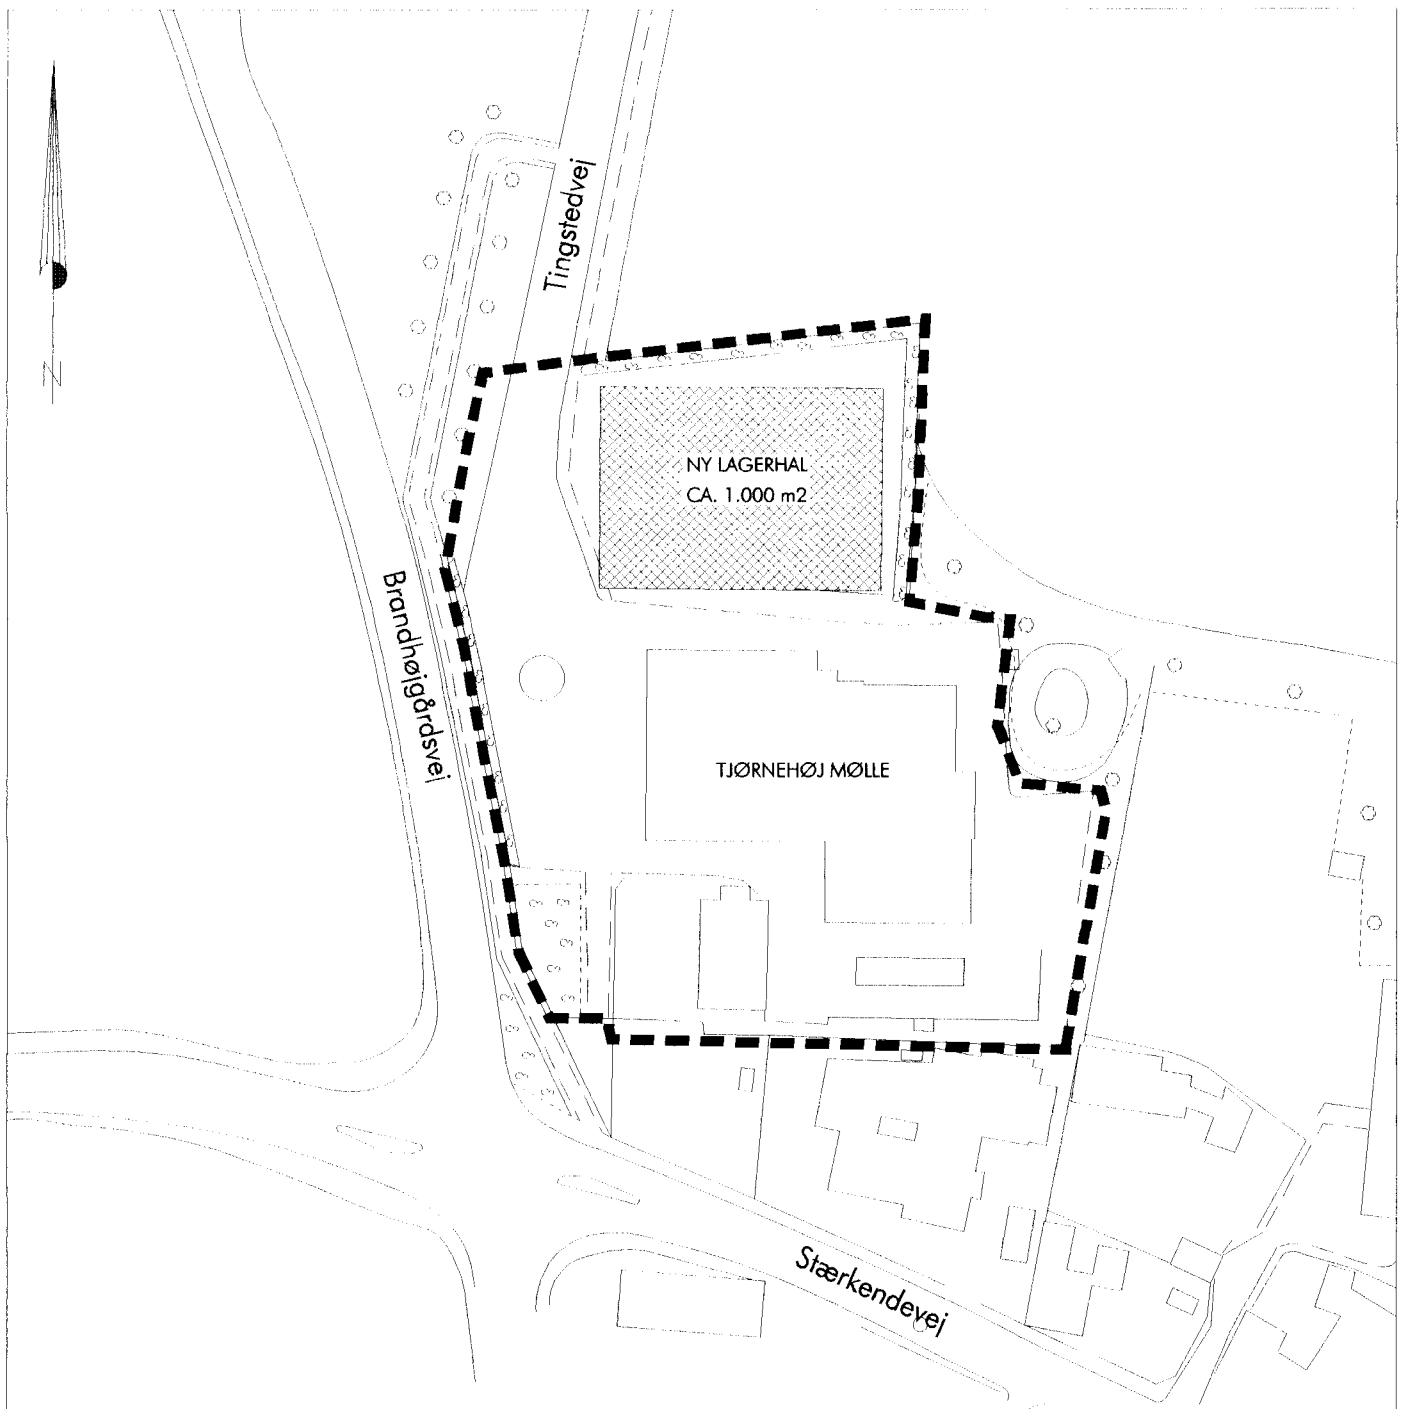 Tingstedvej
N
NY LAGERHAL
CA. 1.000 m2
Brandhøjgårdsvej
TJØRNEHØJ MØLLE
Stærkendevej